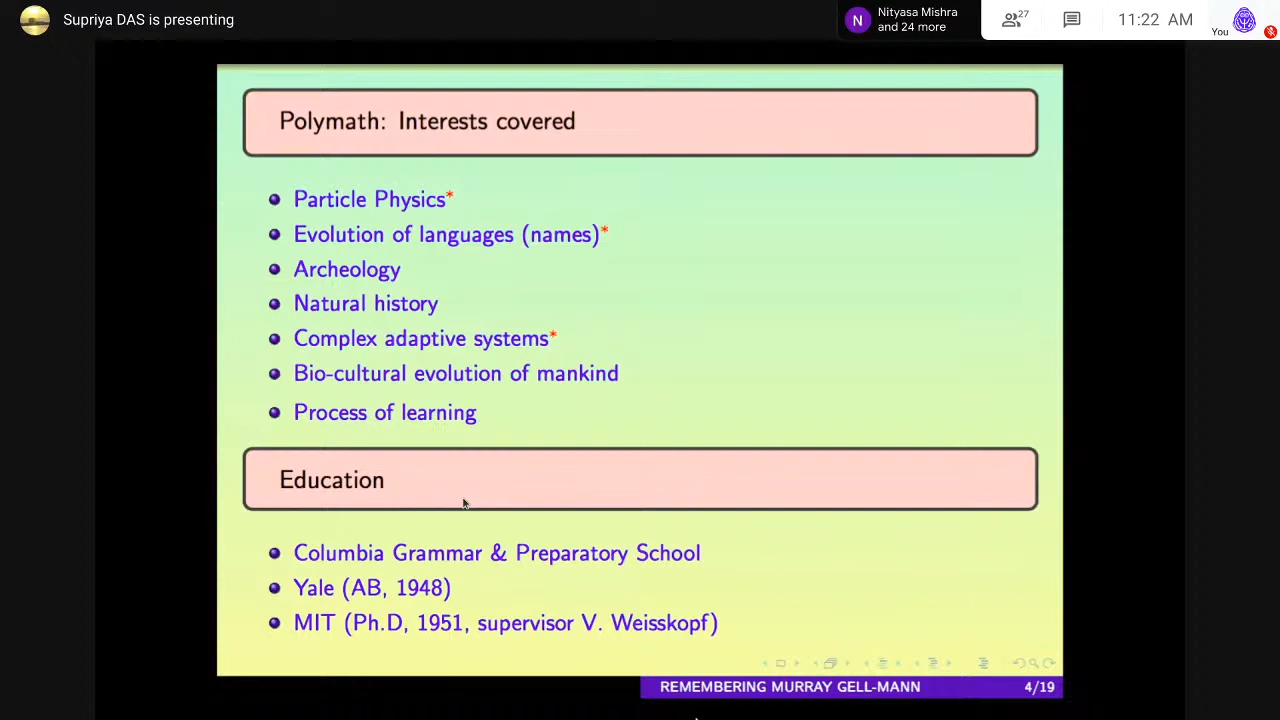 Supriya DAS is presenting
N
Nityasa Mishra
and 24 more
27
11:22 AM
You
Polymath: Interests covered
Particle Physics*
Evolution of languages (names)*
Archeology
Natural history
Complex adaptive systems*
Bio-cultural evolution of mankind
Process of learning
Education
Columbia Grammar & Preparatory School
Yale (AB, 1948)
MIT (Ph.D, 1951, supervisor V. Weisskopf)
REMEMBERING MURRAY GELL-MANN
4/19